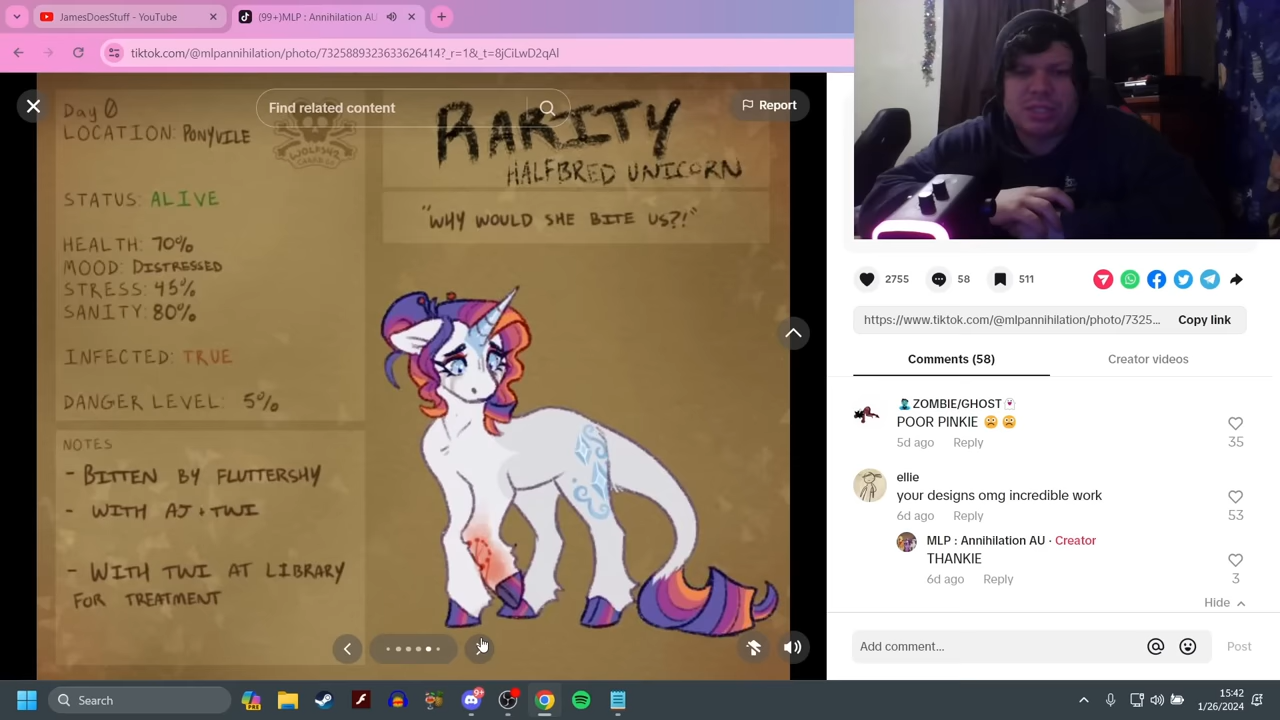 JamesDoesStuff - YouTube
(99+)MLP : Annihilation AU
tiktok.com/@mlpannihilation/photo/7325889323633626414?_r=1&_t=8jCiLwD2qAl
Find related content
Report
Day 0
LOCATION: PONYVILE
STATUS: ALIVE
HEALTH: 70%
MOOD: DISTRESSED
STRESS: 45%
SANITY: 80%
INFECTED: TRUE
DANGER LEVEL: 5%
NOTES
- BITTEN BY FLUTTERSHY
- WITH AJ + TWI
- WITH TWI AT LIBRARY
FOR TREATMENT
RARITY
HALFBRED UNICORN
"WHY WOULD SHE BITE US?!"
2755
58
511
https://www.tiktok.com/@mlpannihilation/photo/7325...
Copy link
Comments (58)
Creator videos
ZOMBIE/GHOST
POOR PINKIE
5d ago
Reply
35
ellie
your designs omg incredible work
6d ago
Reply
53
MLP : Annihilation AU · Creator
THANKIE
6d ago
Reply
3
Hide
Add comment...
Post
Search
PRE
15:42
1/26/2024